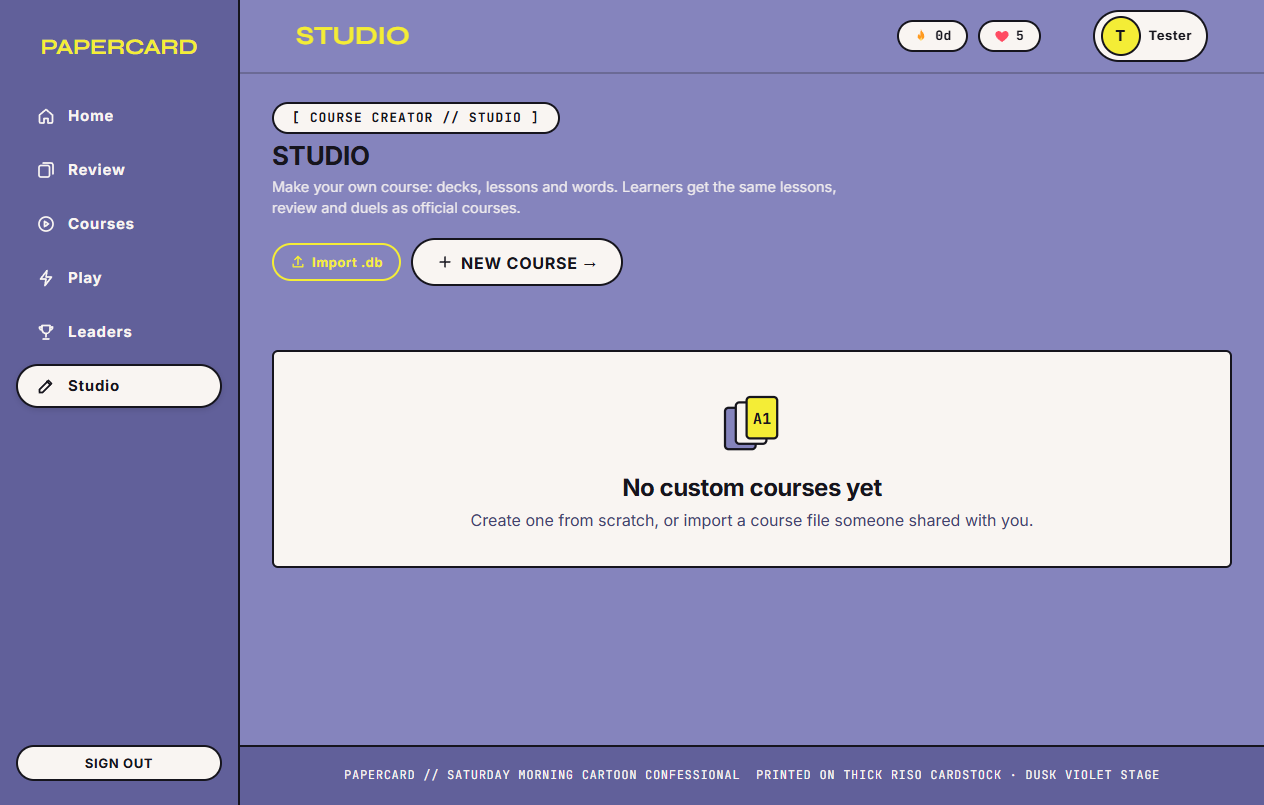 PAPERCARD
Home
Review
Courses
Play
Leaders
Studio
SIGN OUT
STUDIO
0d
5
T
Tester
[ COURSE CREATOR // STUDIO ]
STUDIO
Make your own course: decks, lessons and words. Learners get the same lessons,
review and duels as official courses.
Import .db
+ NEW COURSE →
A1
No custom courses yet
Create one from scratch, or import a course file someone shared with you.
PAPERCARD // SATURDAY MORNING CARTOON CONFESSIONAL PRINTED ON THICK RISO CARDSTOCK · DUSK VIOLET STAGE